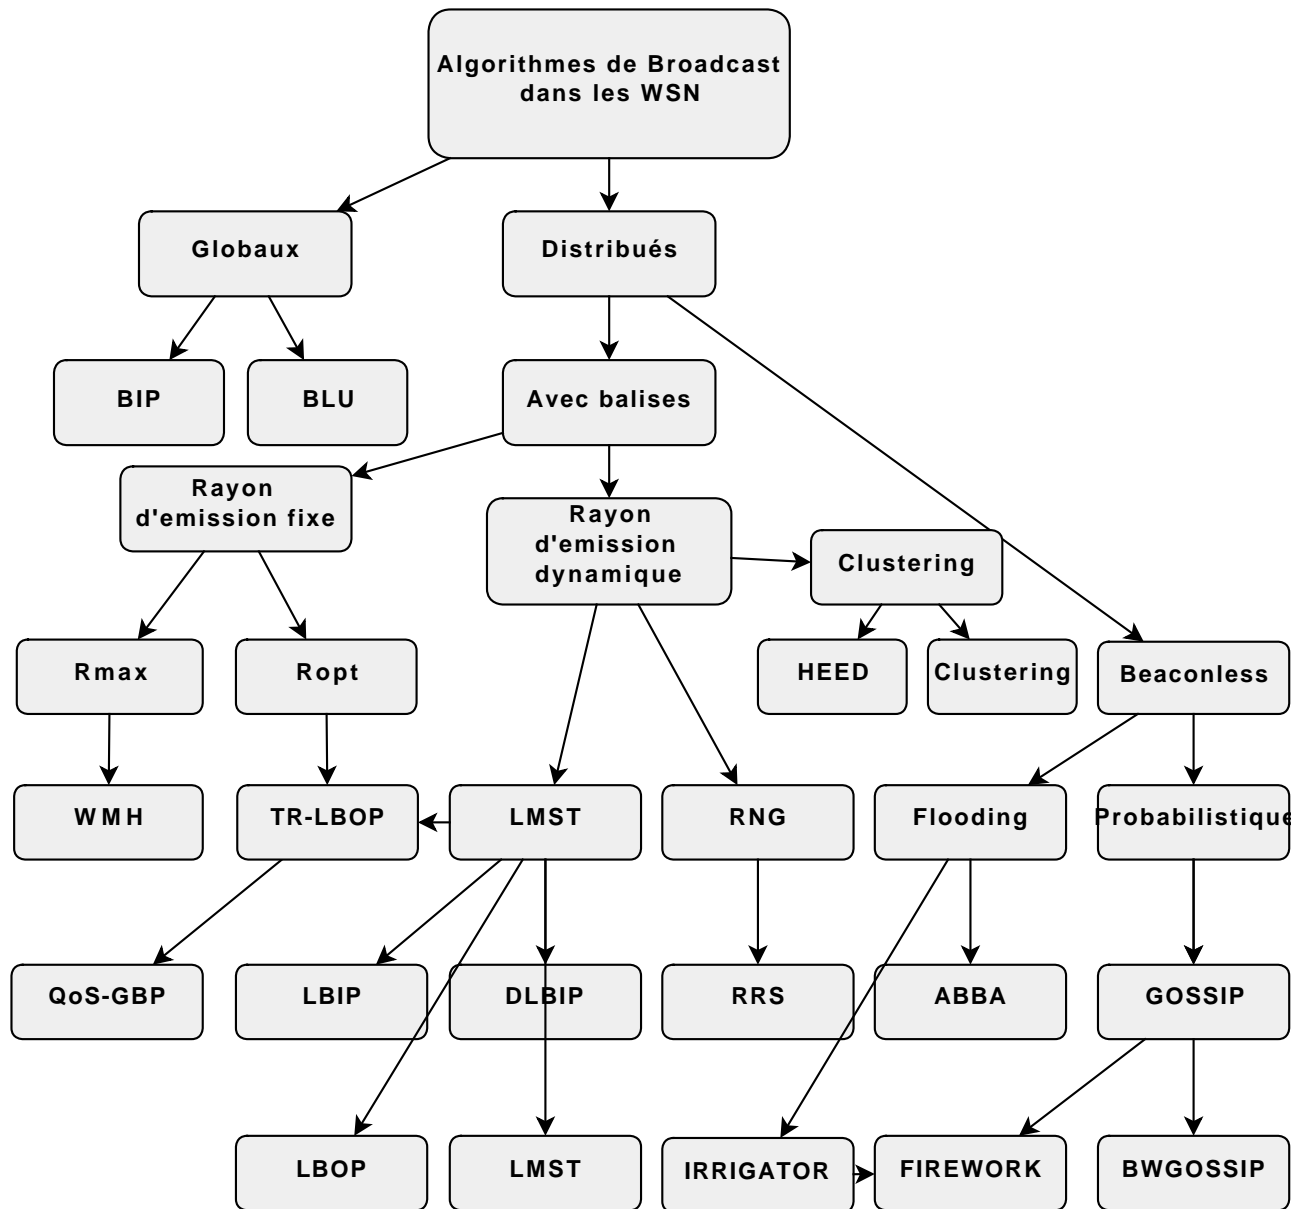 Algorithmes de Broadcast
dans les WSN
Globaux
Distribués
BIP
BLU
Avec balises
Rayon
d'emission fixe
Rayon
d'emission
dynamique
Clustering
Rmax
Ropt
HEED
Clustering
Beaconless
WMH
TR-LBOP
LMST
RNG
Flooding
Probabilistique
QoS-GBP
LBIP
DLBIP
RRS
ABBA
GOSSIP
LBOP
LMST
IRRIGATOR
FIREWORK
BWGOSSIP